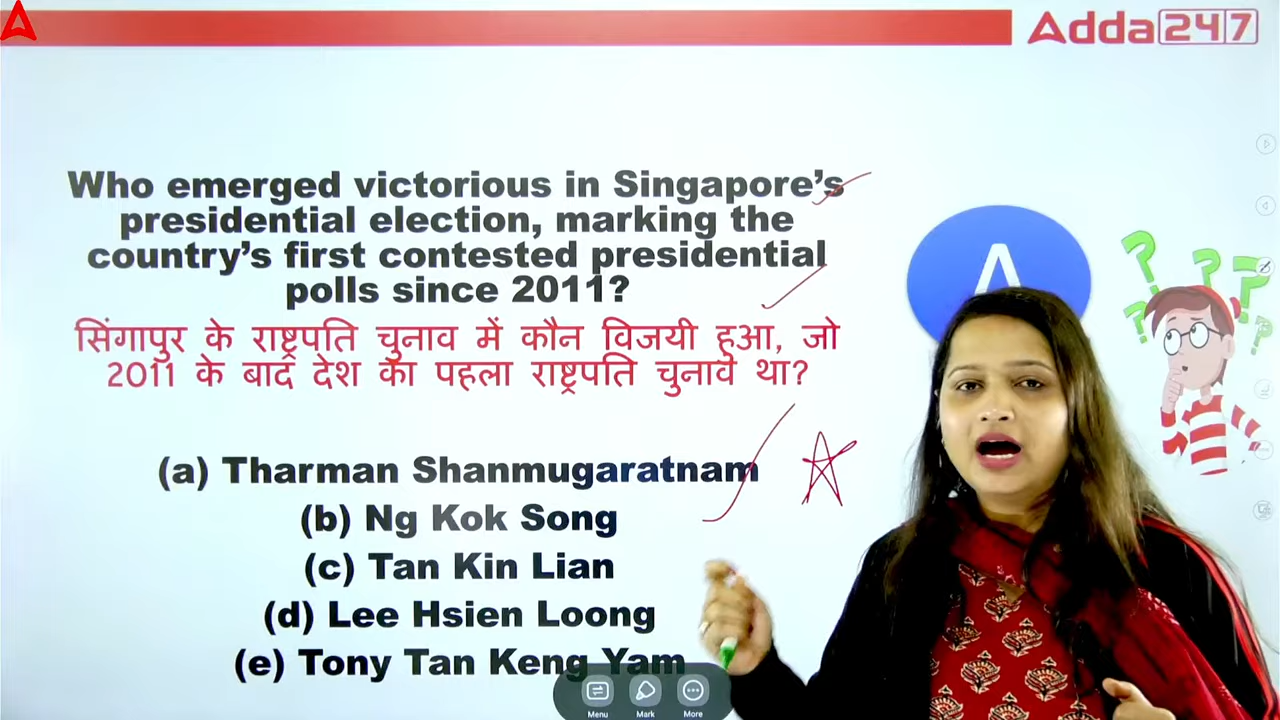 Adda247
Who emerged victorious in Singapore's
presidential election, marking the
country's first contested presidential
polls since 2011?
सिंगापुर के राष्ट्रपति चुनाव में कौन विजयी हुआ, जो
2011 के बाद देश का पहला राष्ट्रपति चुनाव था?
A
(a) Tharman Shanmugaratnam
(b) Ng Kok Song
(c) Tan Kin Lian
(d) Lee Hsien Loong
(e) Tony Tan Keng Yam
Menu
Mark
More